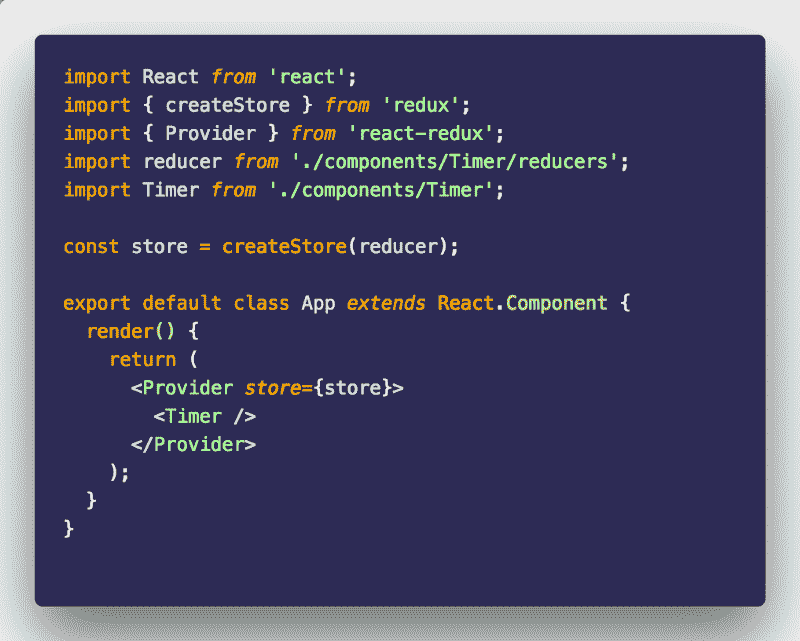 import React from 'react';
import { createStore } from 'redux';
import { Provider } from 'react-redux';
import reducer from './components/Timer/reducers';
import Timer from './components/Timer';

const store = createStore(reducer);

export default class App extends React.Component {
  render() {
    return (
      <Provider store={store}>
        <Timer />
      </Provider>
    );
  }
}